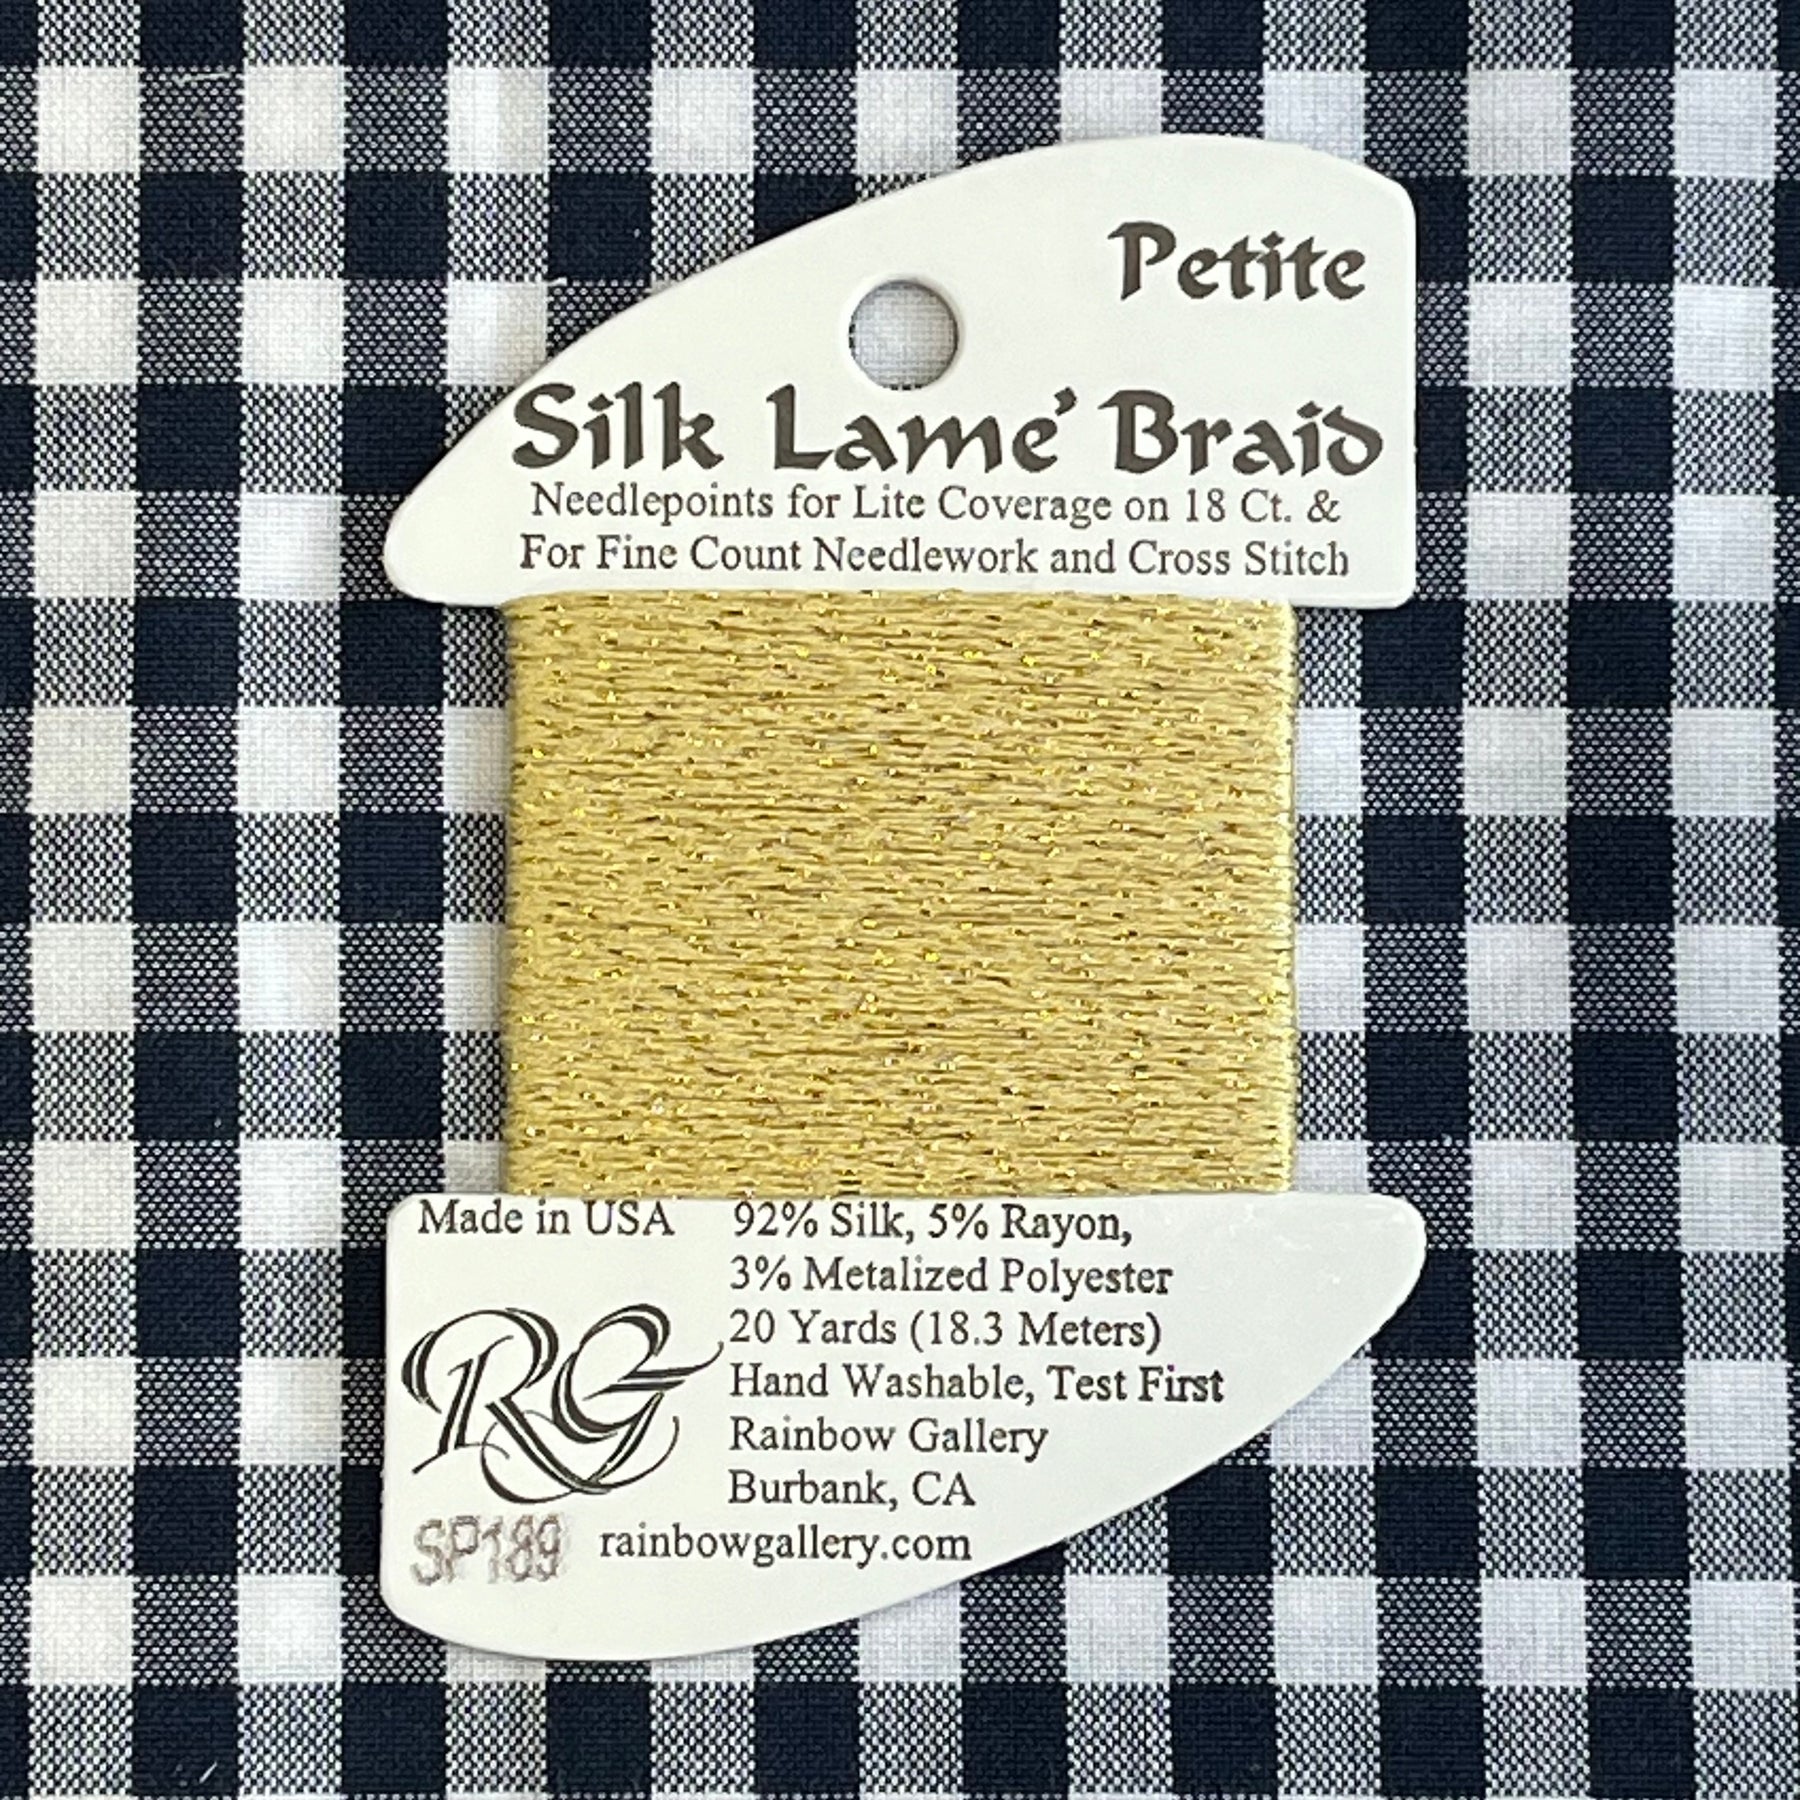 Petite
Silk Lamé Braid
Needlepoints for Lite Coverage on 18 Ct. &
For Fine Count Needlework and Cross Stitch
Made in USA
92% Silk, 5% Rayon,
3% Metalized Polyester
20 Yards (18.3 Meters)
Hand Washable, Test First
Rainbow Gallery
Burbank, CA
RG
SP189
rainbowgallery.com